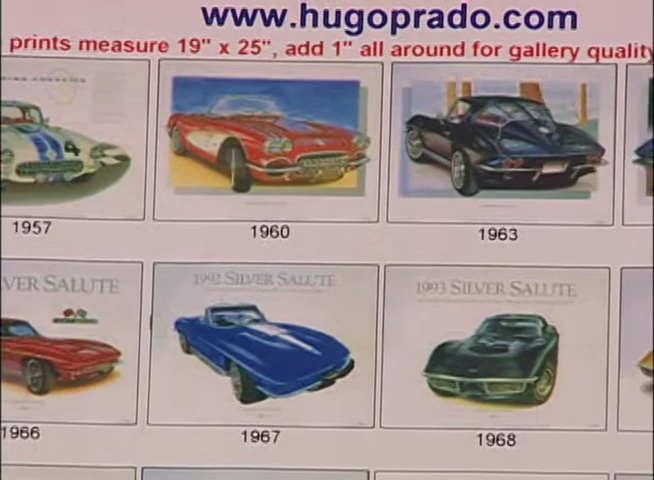 www.hugoprado.com
prints measure 19" x 25", add 1" all around for gallery quality
1957
1960
1963
VER SALUTE
1992 SILVER SALUTE
1993 SILVER SALUTE
1966
1967
1968